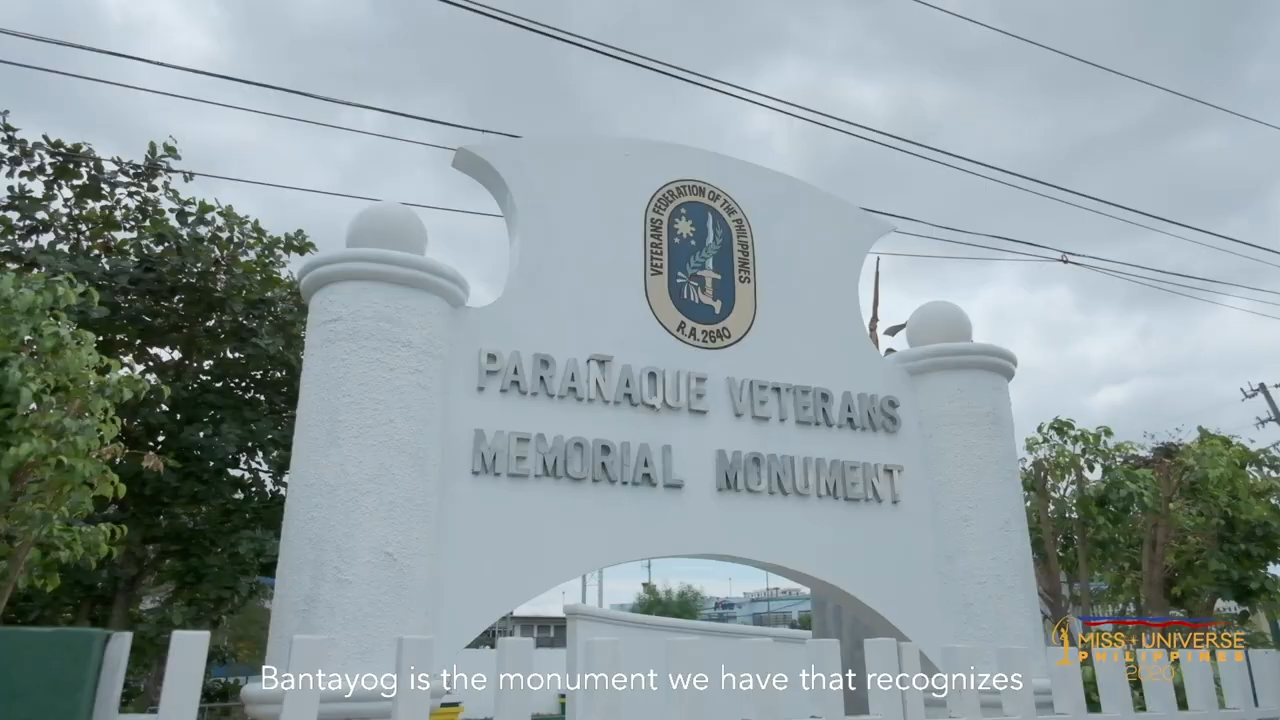 VETERANS FEDERATION OF THE PHILIPPINES
R.A. 2640
PARAÑAQUE VETERANS
MEMORIAL MONUMENT
Bantayog is the monument we have that recognizes
MISS UNIVERSE
PHILIPPINES
2020